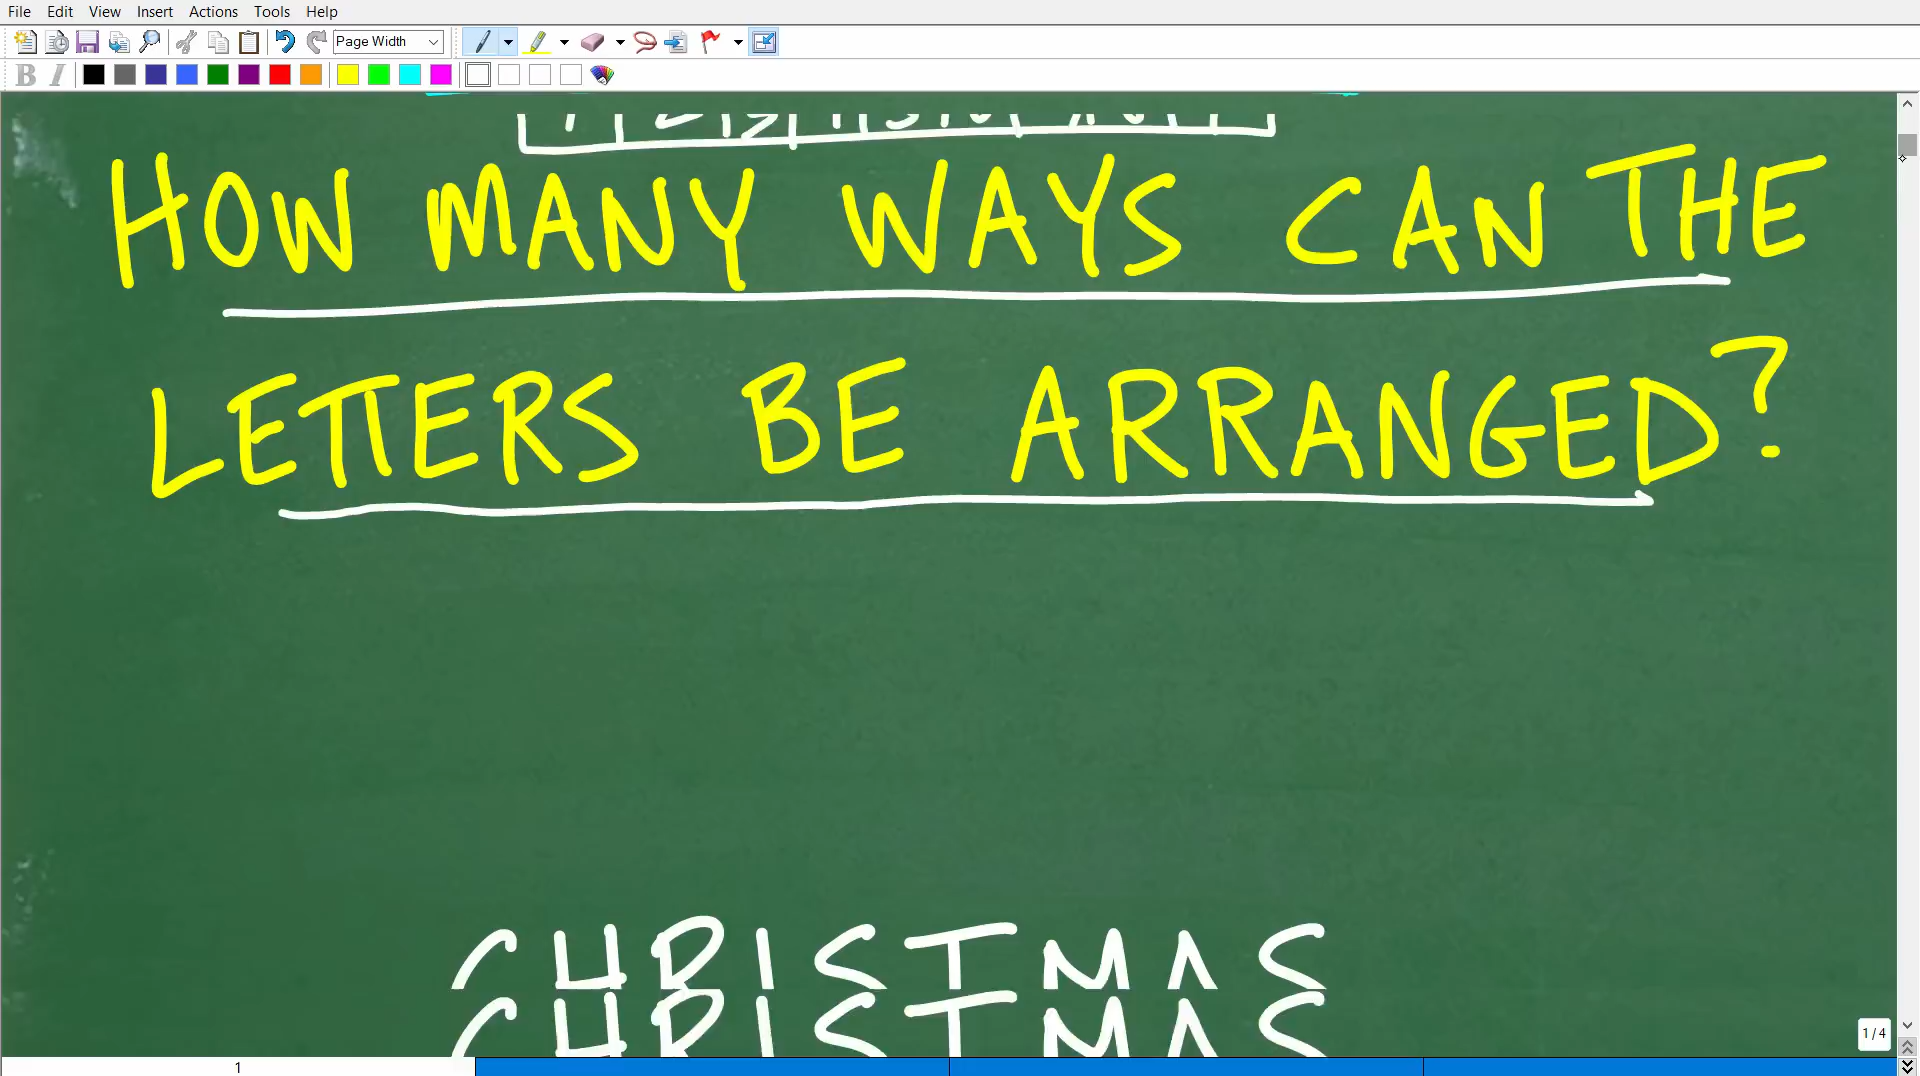 File Edit View Insert Actions Tools Help
Page Width
B I
HOW MANY WAYS CAN THE
LETTERS BE ARRANGED?
CHRISTMAS
CHRISTMAS
1 / 4
1